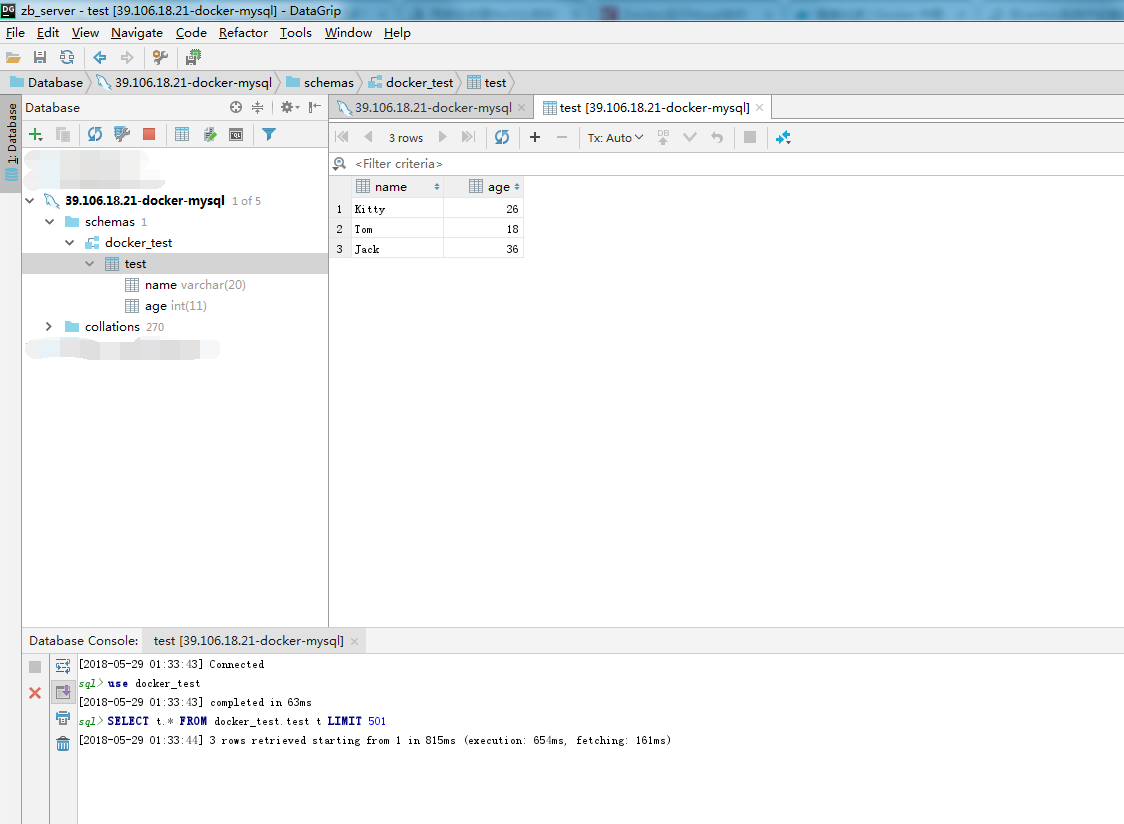 zb_server - test [39.106.18.21-docker-mysql] - DataGrip
File Edit View Navigate Code Refactor Tools Window Help
Database 39.106.18.21-docker-mysql schemas docker_test test
1: Database
Database
39.106.18.21-docker-mysql 1 of 5
schemas 1
docker_test
test
name varchar(20)
age int(11)
collations 270
39.106.18.21-docker-mysql test [39.106.18.21-docker-mysql]
3 rows Tx: Auto DB
<Filter criteria>
name age
1 Kitty 26
2 Tom 18
3 Jack 36
Database Console: test [39.106.18.21-docker-mysql]
[2018-05-29 01:33:43] Connected
sql> use docker_test
[2018-05-29 01:33:43] completed in 63ms
sql> SELECT t.* FROM docker_test.test t LIMIT 501
[2018-05-29 01:33:44] 3 rows retrieved starting from 1 in 815ms (execution: 654ms, fetching: 161ms)